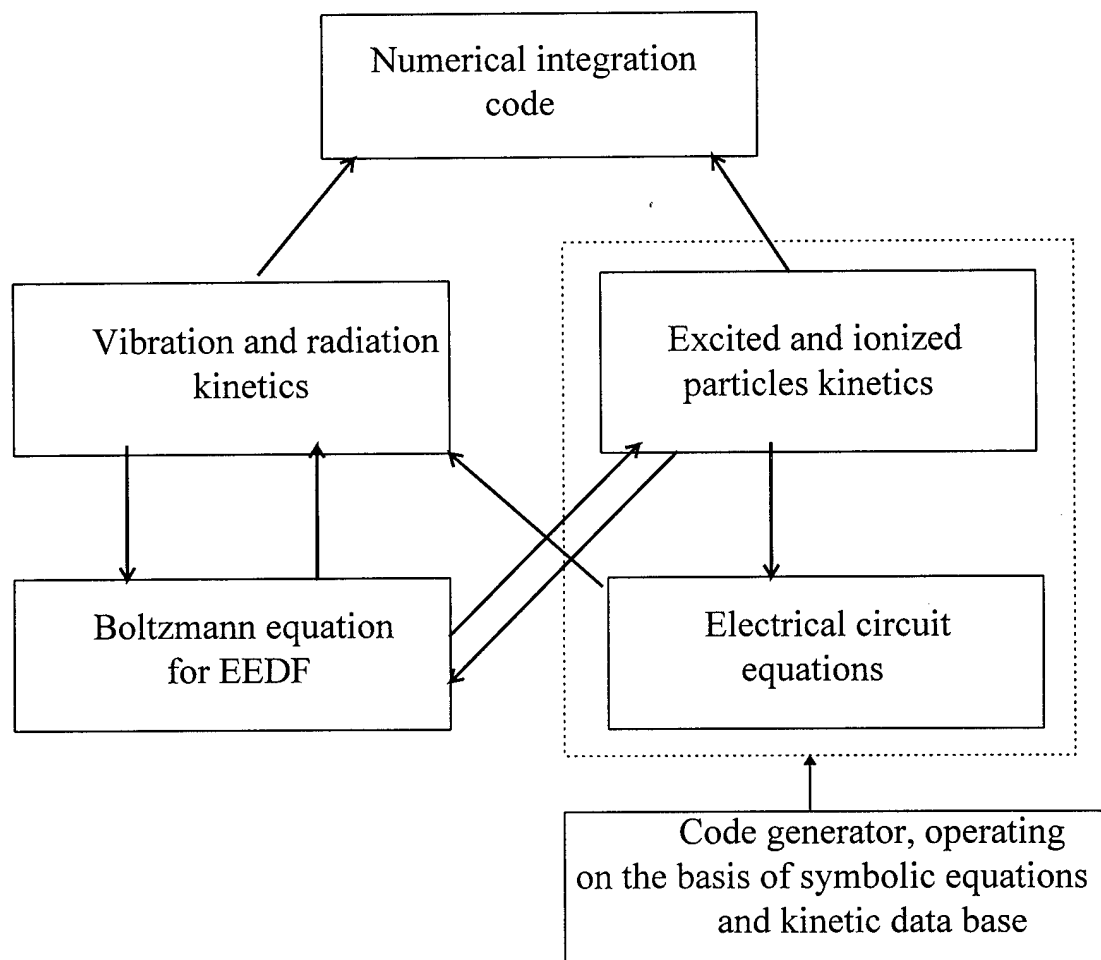 Numerical integration
code
Vibration and radiation
kinetics
Excited and ionized
particles kinetics
Boltzmann equation
for EEDF
Electrical circuit
equations
Code generator, operating
on the basis of symbolic equations
and kinetic data base